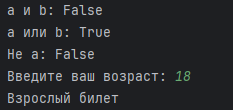 a и b: False
a или b: True
Не a: False
Введите ваш возраст: 18
Взрослый билет